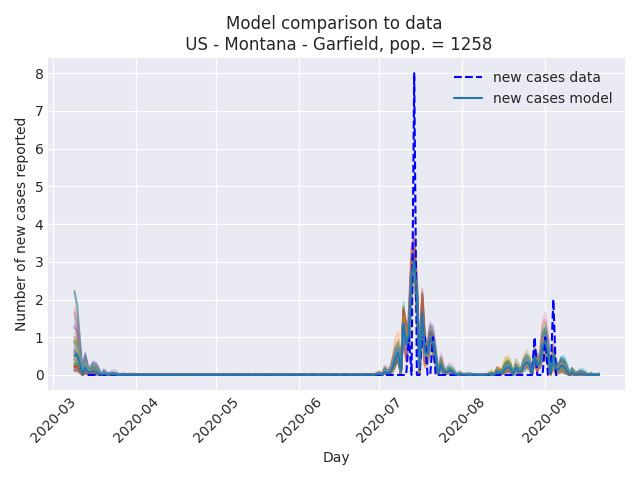 Model comparison to data
US - Montana - Garfield, pop. = 1258
new cases data
new cases model
Number of new cases reported
8
7
6
5
4
3
2
1
0
2020-03
2020-04
2020-05
2020-06
2020-07
2020-08
2020-09
Day